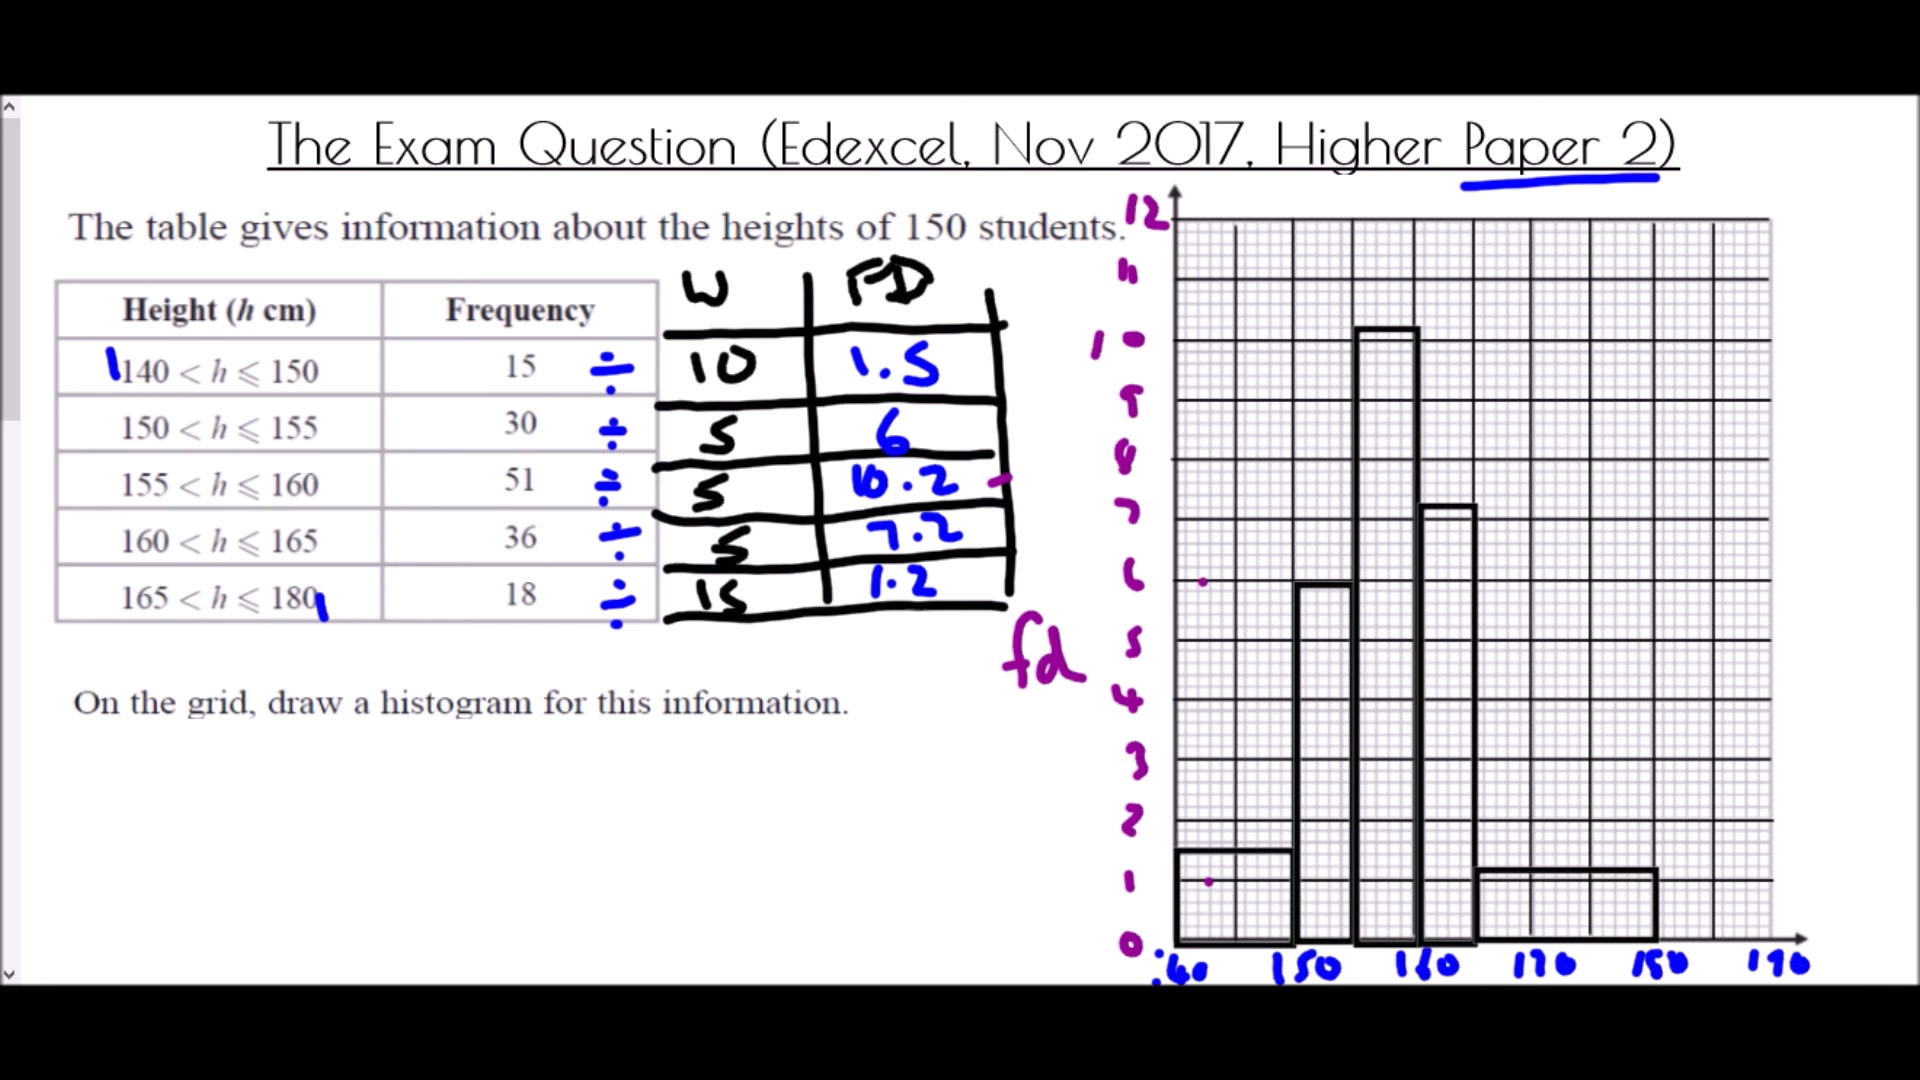 The Exam Question (Edexcel, Nov 2017, Higher Paper 2)
The table gives information about the heights of 150 students.
Height (h cm) Frequency W FD
140 < h ⩽ 150 15 ÷ 10 1.5
150 < h ⩽ 155 30 ÷ 5 6
155 < h ⩽ 160 51 ÷ 5 10.2
160 < h ⩽ 165 36 ÷ 5 7.2
165 < h ⩽ 180 18 ÷ 15 1.2
On the grid, draw a histogram for this information.
fd
12
11
10
9
8
7
6
5
4
3
2
1
0
140 150 160 170 180 190